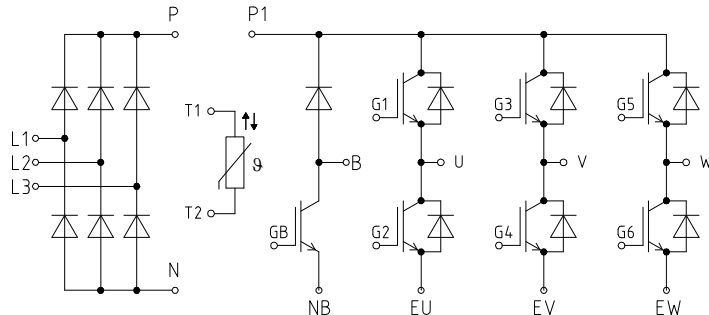 P P1
T1 G1 G3 G5
L1
L2 B U V W
L3 ϑ
T2 GB G2 G4 G6
N
NB EU EV EW